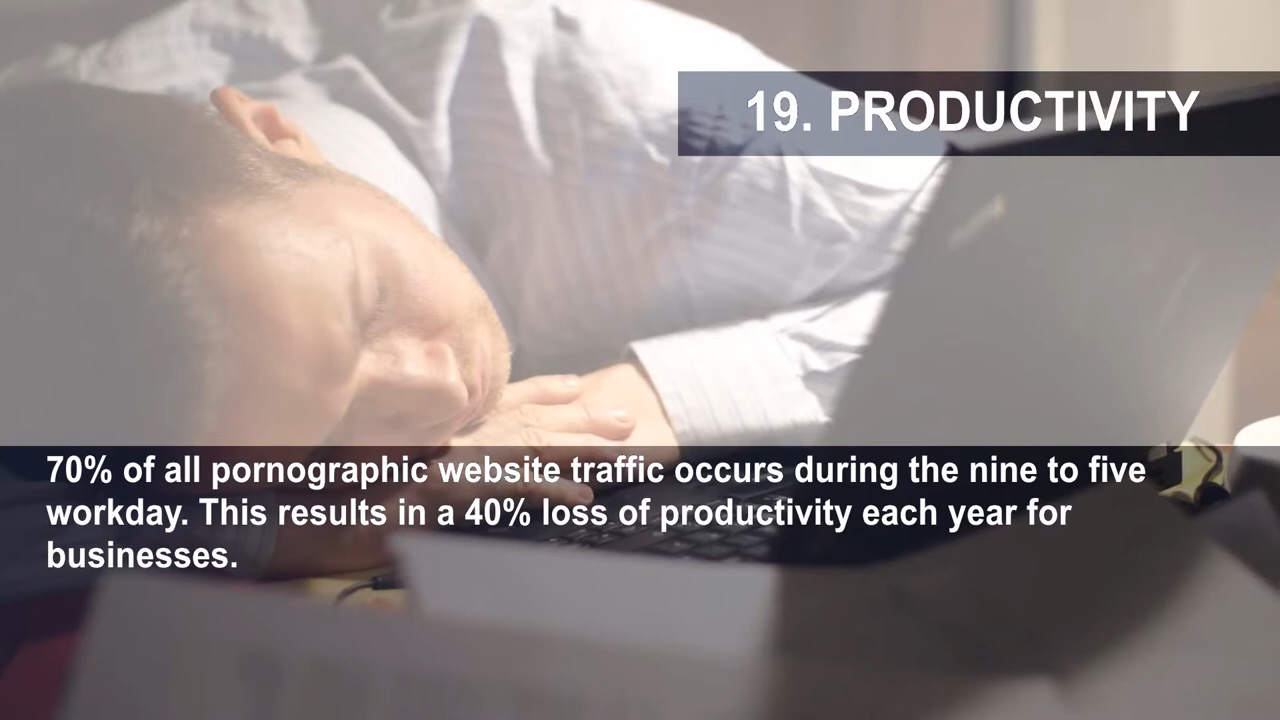 19. PRODUCTIVITY
70% of all pornographic website traffic occurs during the nine to five
workday. This results in a 40% loss of productivity each year for
businesses.